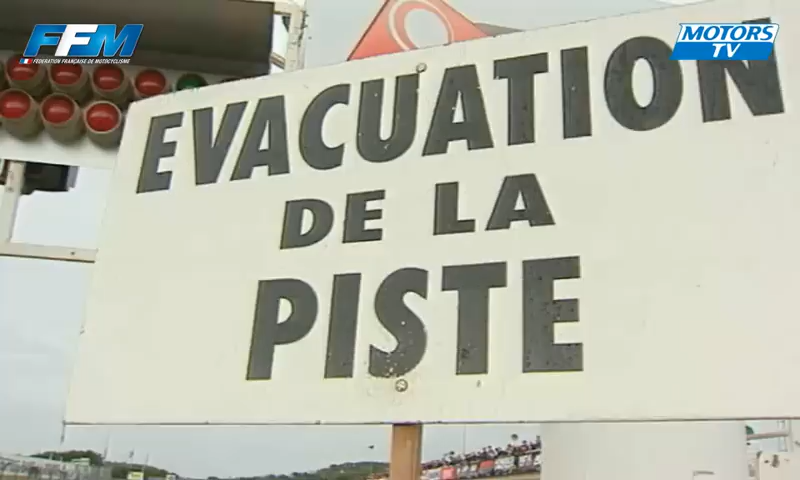 FFM
FÉDÉRATION FRANÇAISE DE MOTOCYCLISME
MOTORS
TV
EVACUATION
DE LA
PISTE